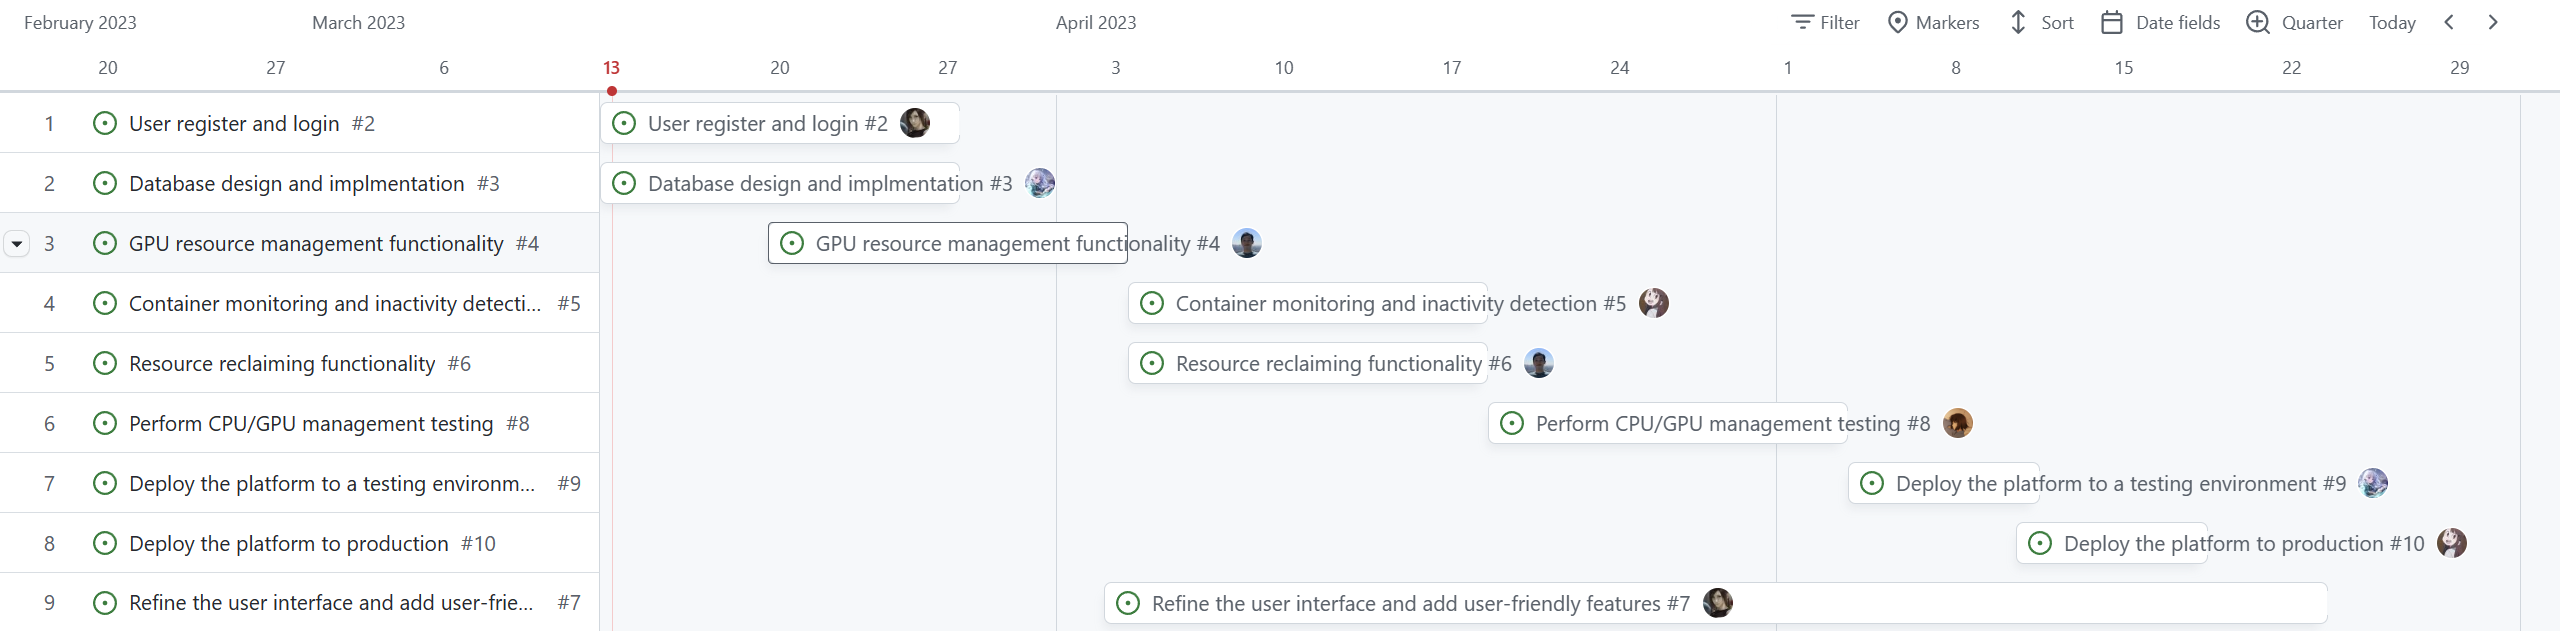 February 2023 March 2023 April 2023 Filter Markers Sort Date fields Quarter Today
20 27 6 13 20 27 3 10 17 24 1 8 15 22 29
1 User register and login #2 User register and login #2
2 Database design and implmentation #3 Database design and implmentation #3
3 GPU resource management functionality #4 GPU resource management functionality #4
4 Container monitoring and inactivity detecti... #5 Container monitoring and inactivity detection #5
5 Resource reclaiming functionality #6 Resource reclaiming functionality #6
6 Perform CPU/GPU management testing #8 Perform CPU/GPU management testing #8
7 Deploy the platform to a testing environm... #9 Deploy the platform to a testing environment #9
8 Deploy the platform to production #10 Deploy the platform to production #10
9 Refine the user interface and add user-frie... #7 Refine the user interface and add user-friendly features #7